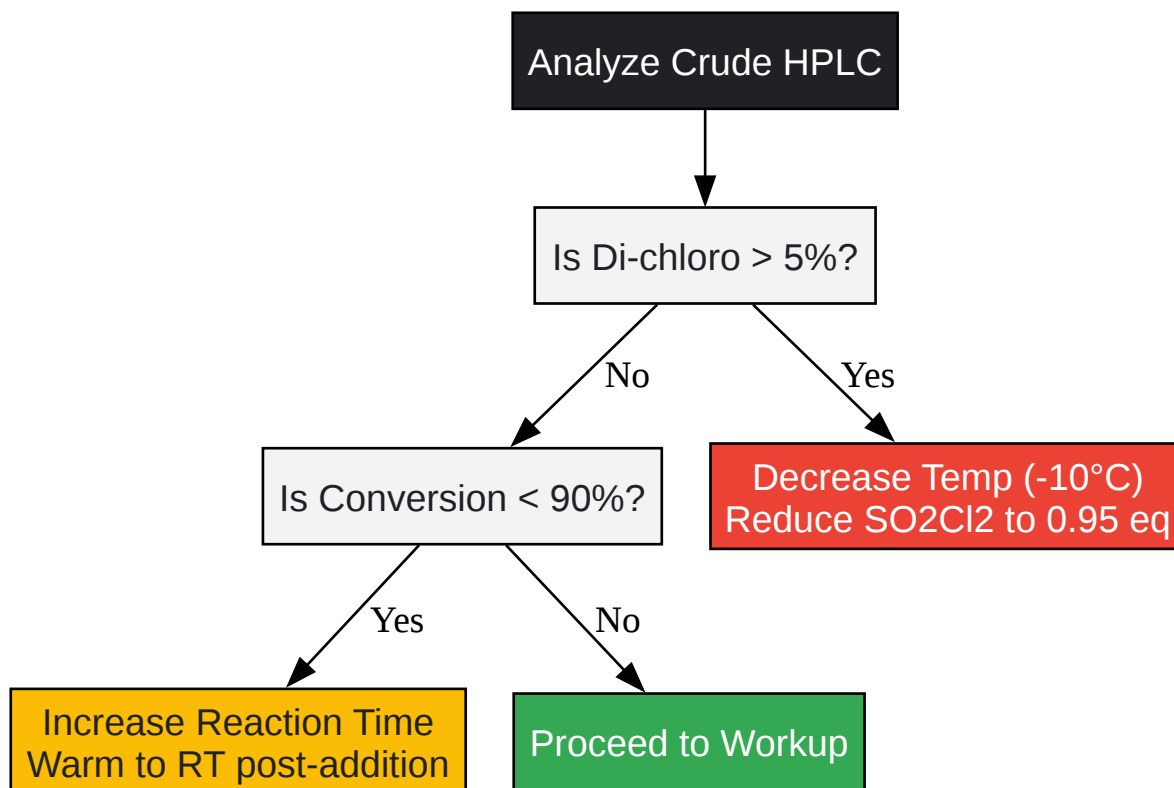 Analyze Crude HPLC
Is Di-chloro > 5%?
No
Yes
Is Conversion < 90%?
Decrease Temp (-10°C)
Reduce SO2Cl2 to 0.95 eq
Yes
No
Increase Reaction Time
Warm to RT post-addition
Proceed to Workup